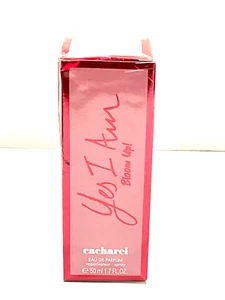 Yes I Am
Bloom Up!
cacharel
EAU DE PARFUM
vaporisateur - spray
℮ 50 ml 1.7 FL.OZ.